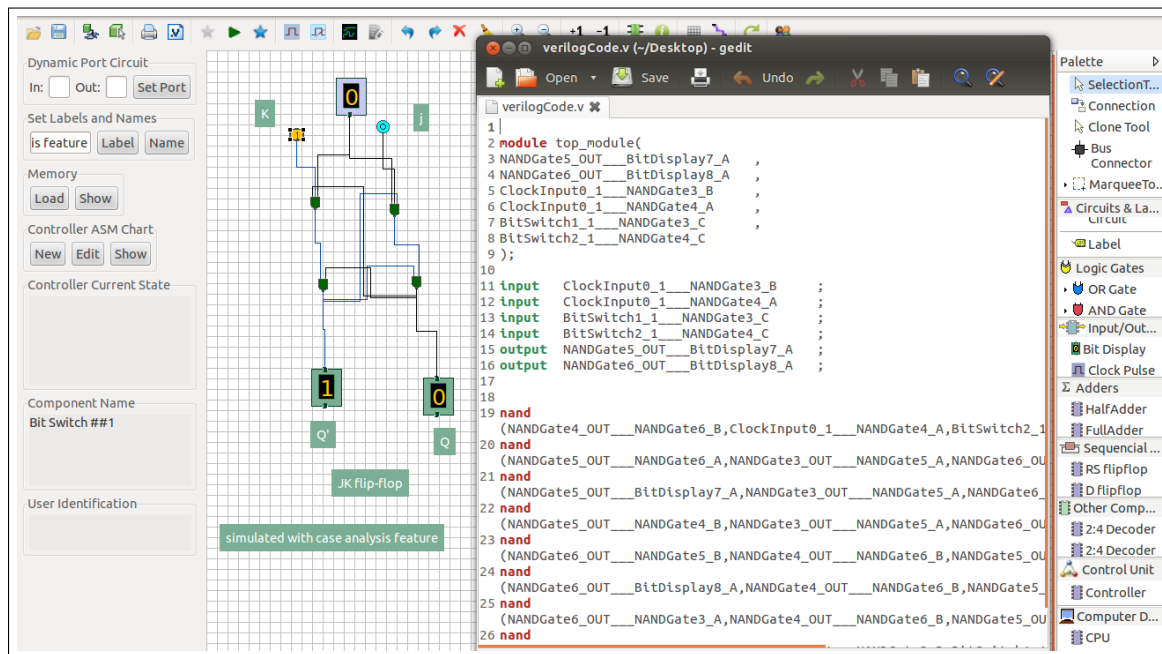 Dynamic Port Circuit
In: Out: Set Port
Set Labels and Names
is feature Label Name
Memory
Load Show
Controller ASM Chart
New Edit Show
Controller Current State
Component Name
Bit Switch ##1
User Identification
+1 -1
0
K
j
1
1
0
Q'
Q
JK flip-flop
simulated with case analysis feature
verilogCode.v (~/Desktop) - gedit
Open Save Undo
verilogCode.v
1
2 module top_module(
3 NANDGate5_OUT___BitDisplay7_A ,
4 NANDGate6_OUT___BitDisplay8_A ,
5 ClockInput0_1___NANDGate3_B ,
6 ClockInput0_1___NANDGate4_A ,
7 BitSwitch1_1___NANDGate3_C ,
8 BitSwitch2_1___NANDGate4_C
9 );
10
11 input ClockInput0_1___NANDGate3_B ;
12 input ClockInput0_1___NANDGate4_A ;
13 input BitSwitch1_1___NANDGate3_C ;
14 input BitSwitch2_1___NANDGate4_C ;
15 output NANDGate5_OUT___BitDisplay7_A ;
16 output NANDGate6_OUT___BitDisplay8_A ;
17
18
19 nand
(NANDGate4_OUT___NANDGate6_B,ClockInput0_1___NANDGate4_A,BitSwitch2_1
20 nand
(NANDGate5_OUT___NANDGate6_A,NANDGate3_OUT___NANDGate5_A,NANDGate6_OU
21 nand
(NANDGate5_OUT___BitDisplay7_A,NANDGate3_OUT___NANDGate5_A,NANDGate6_
22 nand
(NANDGate5_OUT___NANDGate4_B,NANDGate3_OUT___NANDGate5_A,NANDGate6_OU
23 nand
(NANDGate6_OUT___NANDGate5_B,NANDGate4_OUT___NANDGate6_B,NANDGate5_OU
24 nand
(NANDGate6_OUT___BitDisplay8_A,NANDGate4_OUT___NANDGate6_B,NANDGate5_
25 nand
(NANDGate6_OUT___NANDGate3_A,NANDGate4_OUT___NANDGate6_B,NANDGate5_OU
26 nand
Palette
SelectionT...
Connection
Clone Tool
Bus
Connector
MarqueeTo...
Circuits & La...
Circuit
Label
Logic Gates
OR Gate
AND Gate
Input/Out...
Bit Display
Clock Pulse
Σ Adders
HalfAdder
FullAdder
Sequential ...
RS flipflop
D flipflop
Other Comp...
2:4 Decoder
2:4 Decoder
Control Unit
Controller
Computer D...
CPU